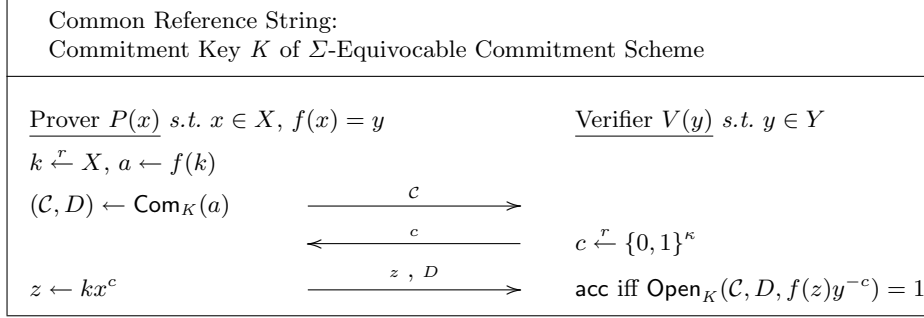 Common Reference String:
Commitment Key K of Σ-Equivocable Commitment Scheme
Prover P(x) s.t. x ∈ X, f(x) = y Verifier V(y) s.t. y ∈ Y
k ←r X, a ← f(k)
(𝒞, D) ← Com_K(a) 𝒞
c c ←r {0, 1}^κ
z ← kx^c z , D acc iff Open_K(𝒞, D, f(z)y^{−c}) = 1